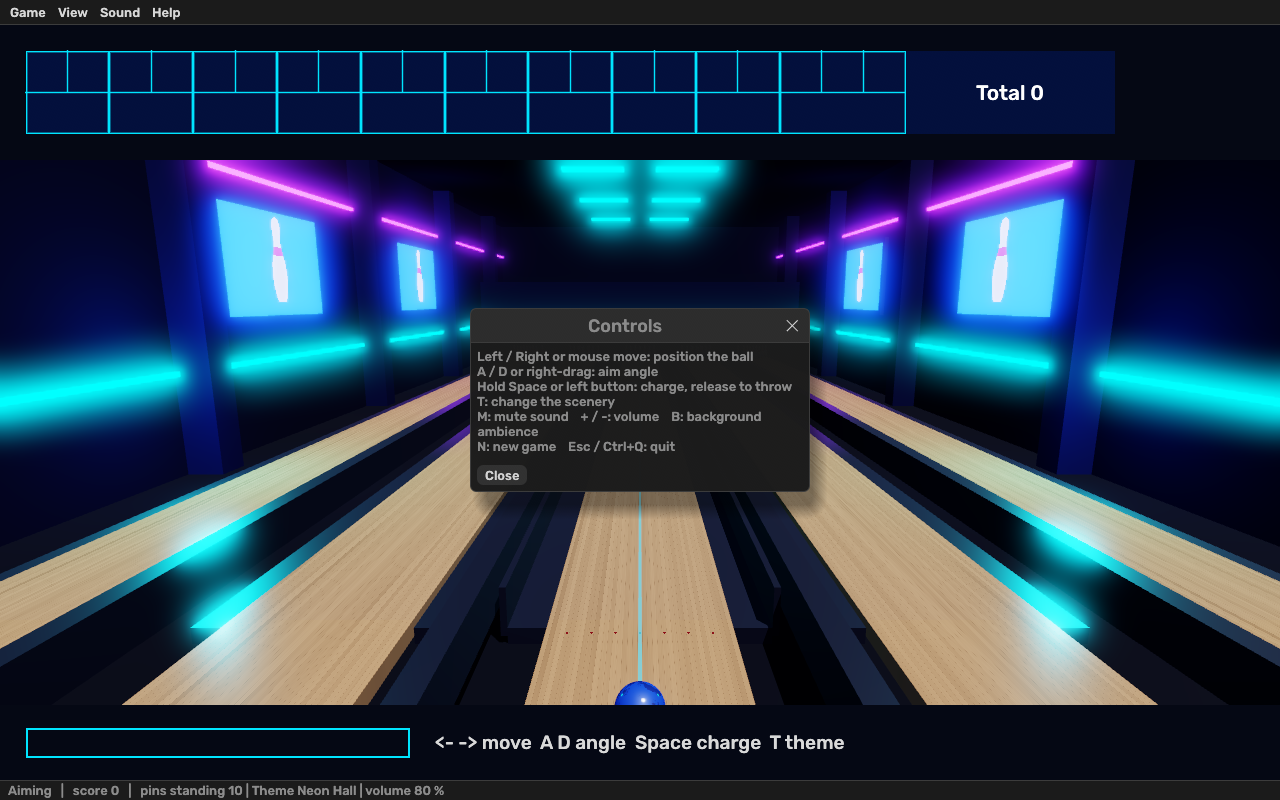 Game View Sound Help
Total 0
Controls
Left / Right or mouse move: position the ball
A / D or right-drag: aim angle
Hold Space or left button: charge, release to throw
T: change the scenery
M: mute sound + / -: volume B: background
ambience
N: new game Esc / Ctrl+Q: quit
Close
<- -> move A D angle Space charge T theme
Aiming | score 0 | pins standing 10 | Theme Neon Hall | volume 80 %